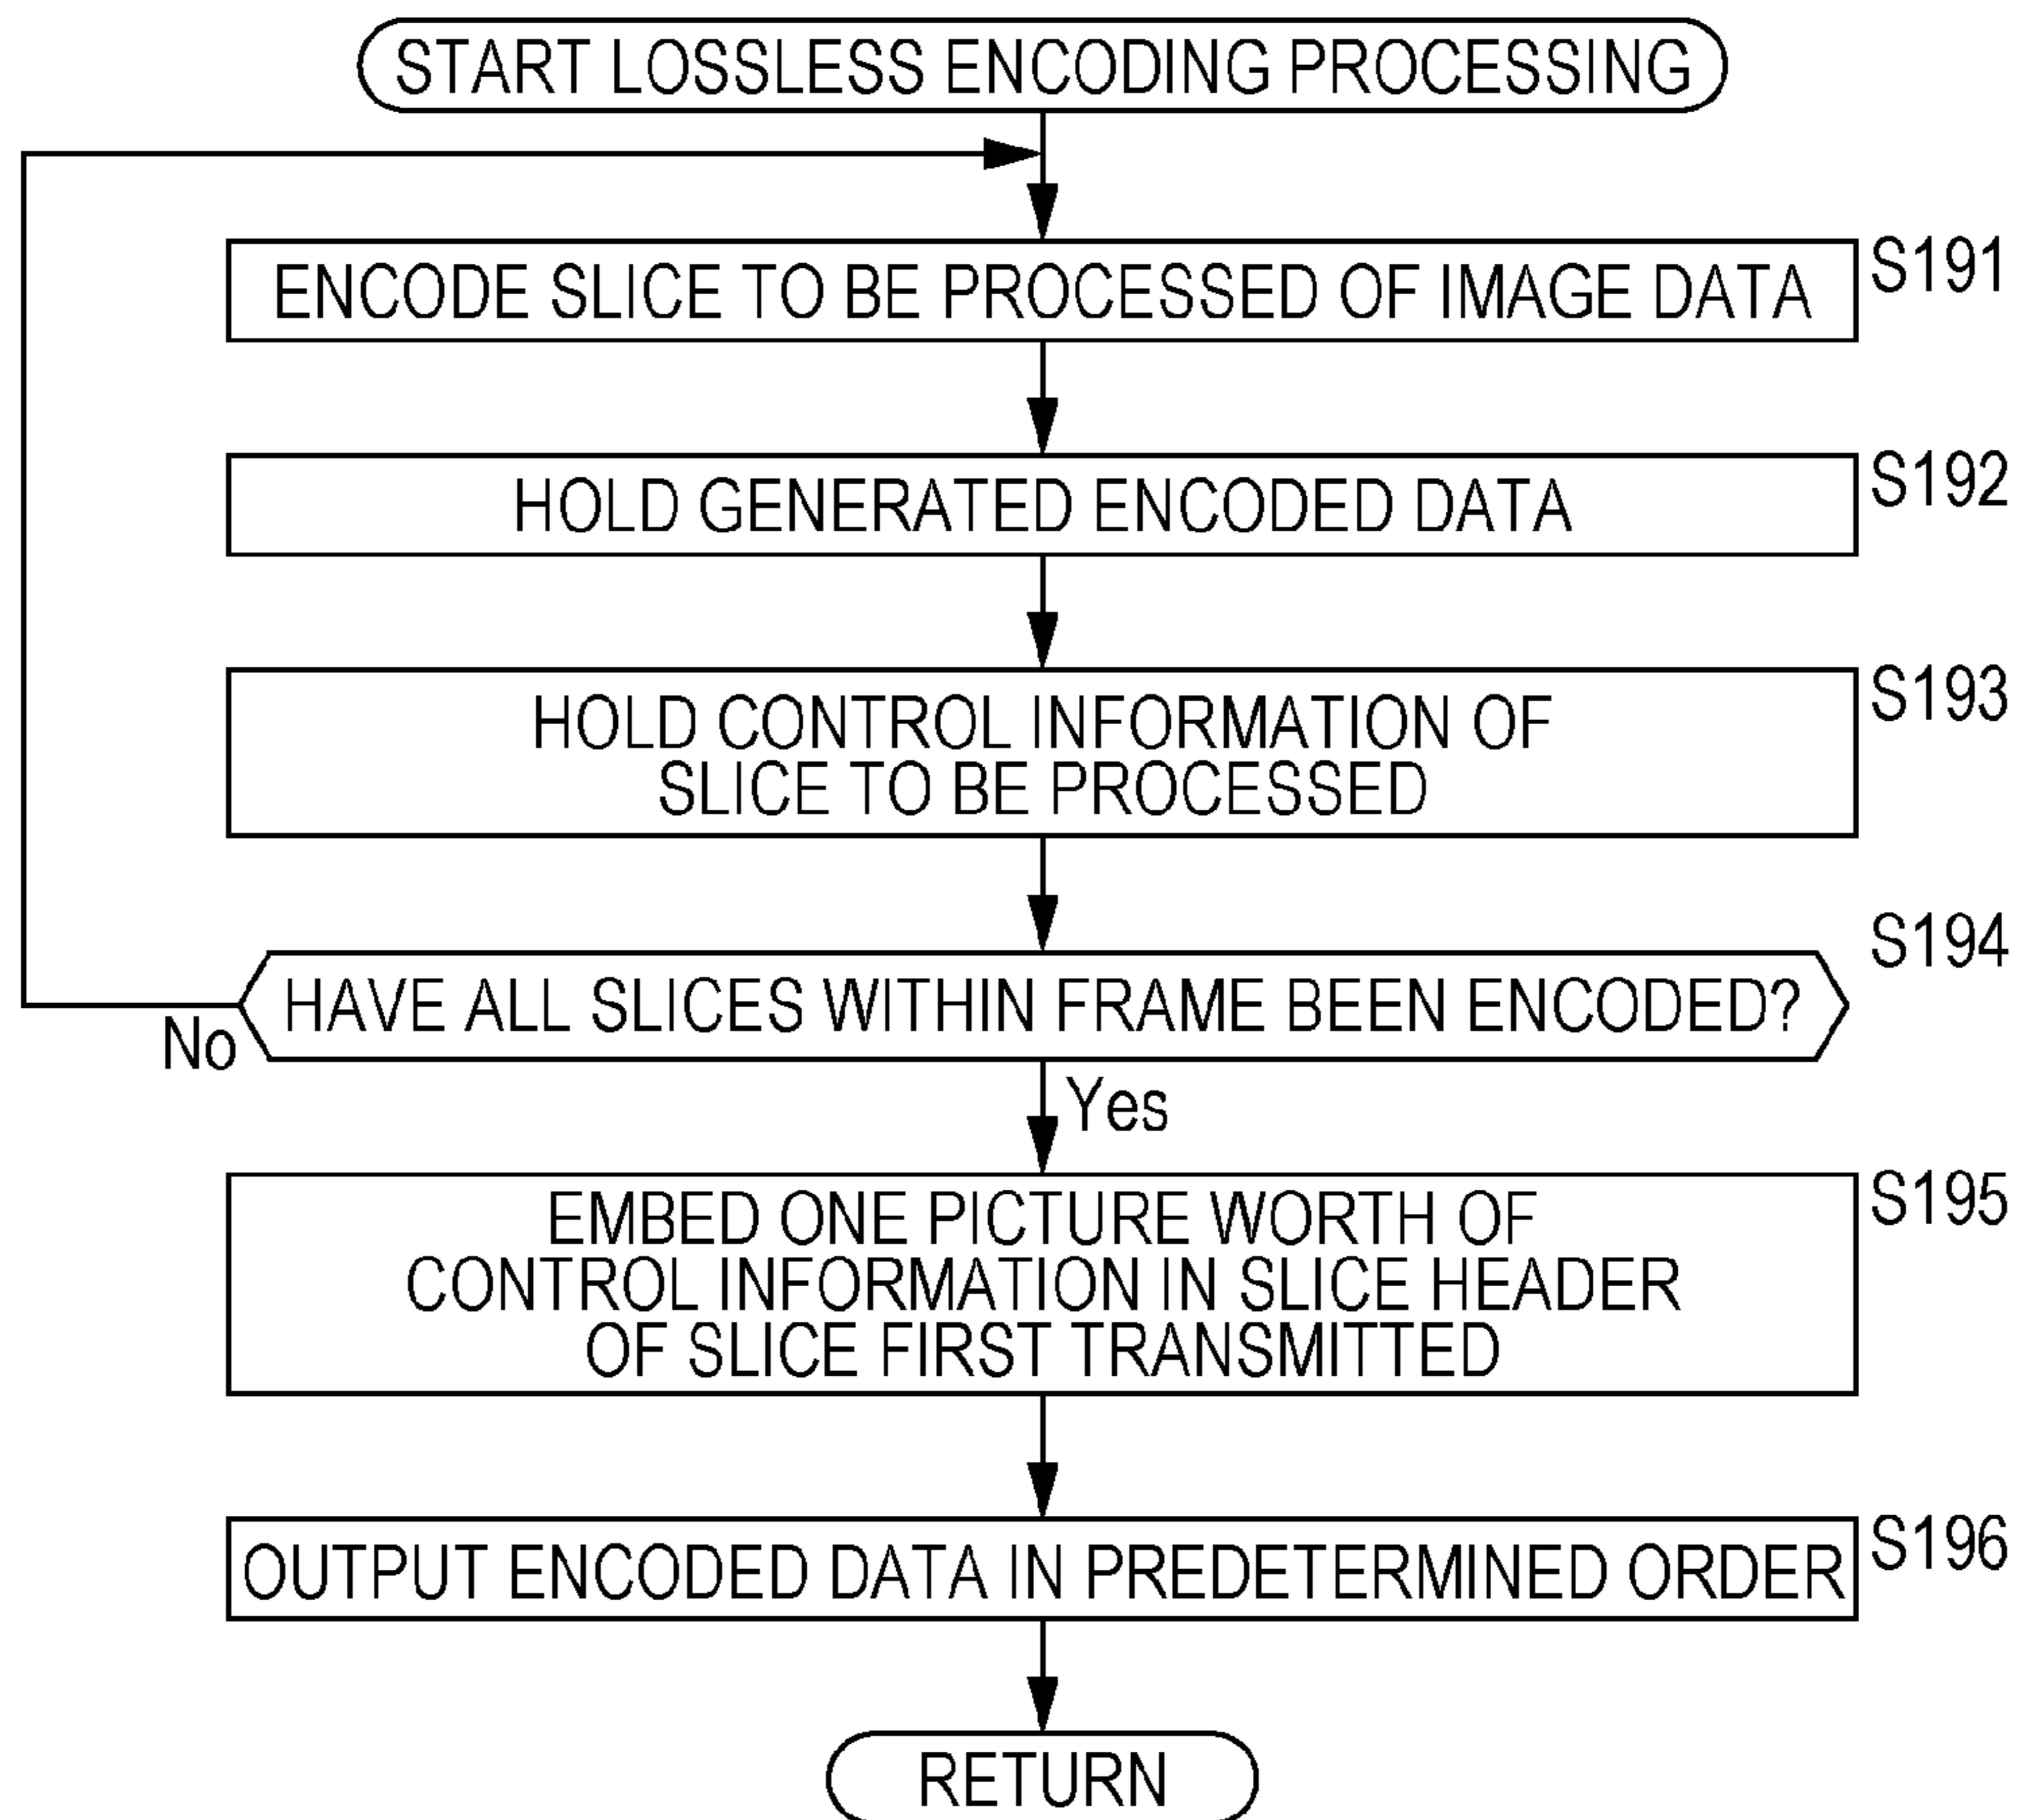 START LOSSLESS ENCODING PROCESSING
ENCODE SLICE TO BE PROCESSED OF IMAGE DATA
S191
HOLD GENERATED ENCODED DATA
S192
HOLD CONTROL INFORMATION OF
SLICE TO BE PROCESSED
S193
HAVE ALL SLICES WITHIN FRAME BEEN ENCODED?
S194
No
Yes
EMBED ONE PICTURE WORTH OF
CONTROL INFORMATION IN SLICE HEADER
OF SLICE FIRST TRANSMITTED
S195
OUTPUT ENCODED DATA IN PREDETERMINED ORDER
S196
RETURN